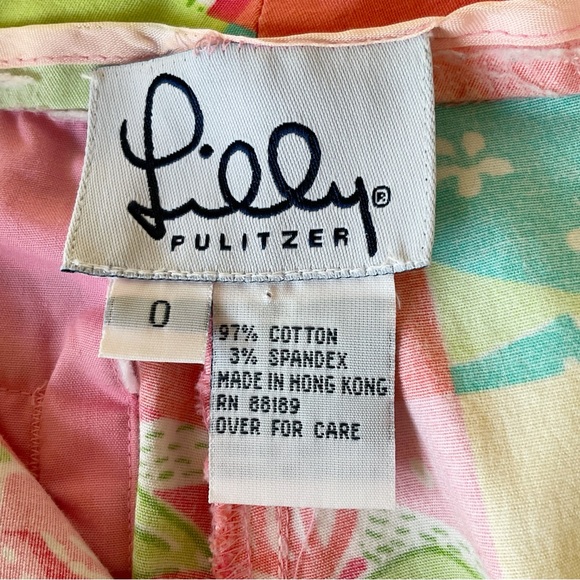 Lilly®
PULITZER
0
97% COTTON
3% SPANDEX
MADE IN HONG KONG
RN 88189
OVER FOR CARE